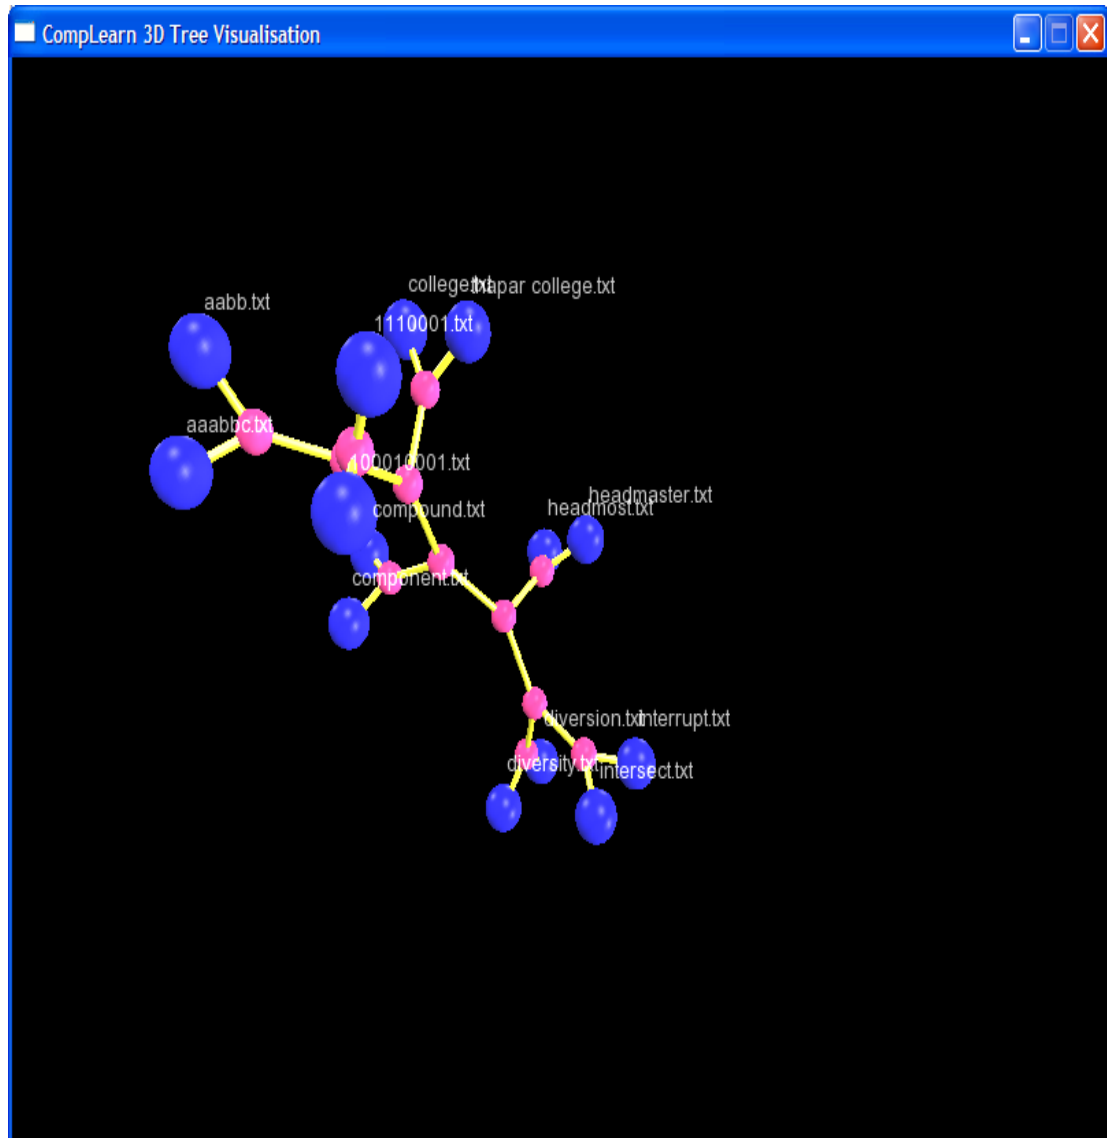 CompLearn 3D Tree Visualisation
college.txt
thapar college.txt
aabb.txt
1110001.txt
aaabbc.txt
100010001.txt
headmaster.txt
headmost.txt
compound.txt
component.txt
diversion.txt
interrupt.txt
diversity.txt
intersect.txt